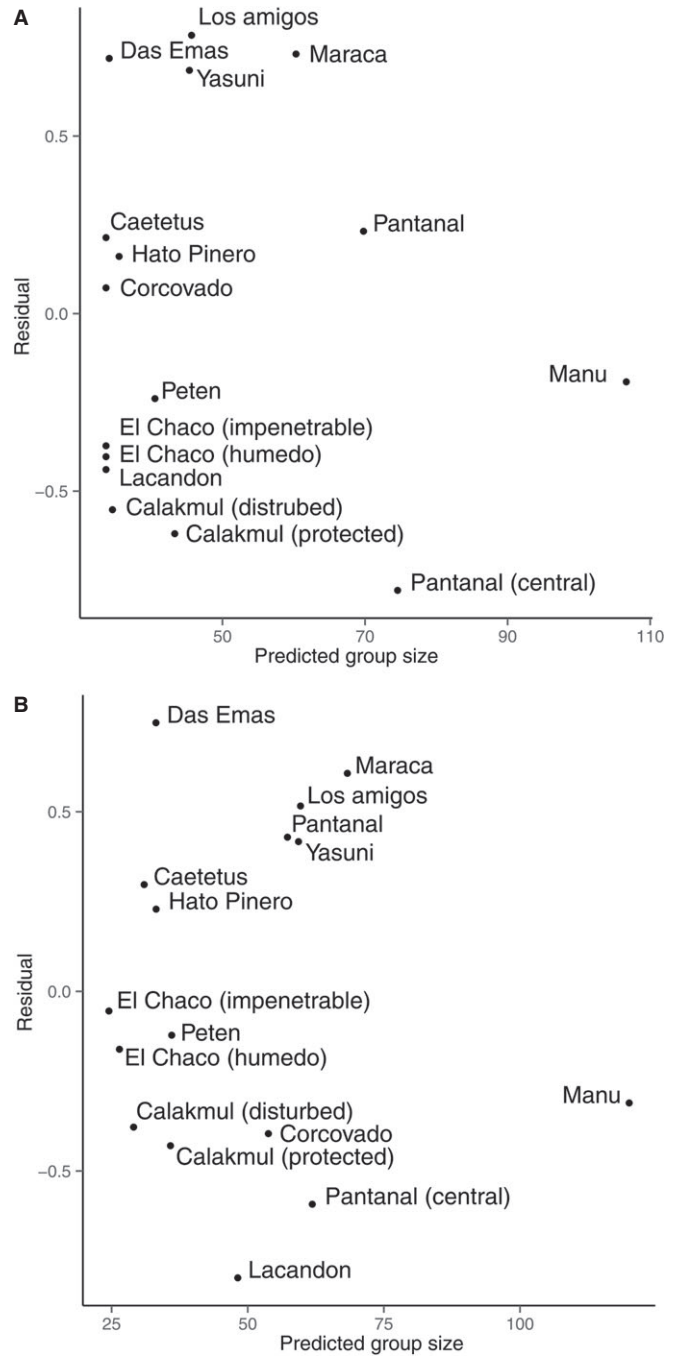 A
Los amigos
Das Emas
Maraca
Yasuni
0.5
Caetetus
Pantanal
Hato Pinero
Corcovado
0.0
Residual
Manu
Peten
El Chaco (impenetrable)
El Chaco (humedo)
Lacandon
−0.5
Calakmul (distrubed)
Calakmul (protected)
Pantanal (central)
50 70 90 110
Predicted group size
B
Das Emas
Maraca
Los amigos
0.5
Pantanal
Yasuni
Caetetus
Hato Pinero
0.0
El Chaco (impenetrable)
Residual
Peten
El Chaco (humedo)
Manu
Calakmul (disturbed)
Corcovado
Calakmul (protected)
−0.5
Pantanal (central)
Lacandon
25 50 75 100
Predicted group size